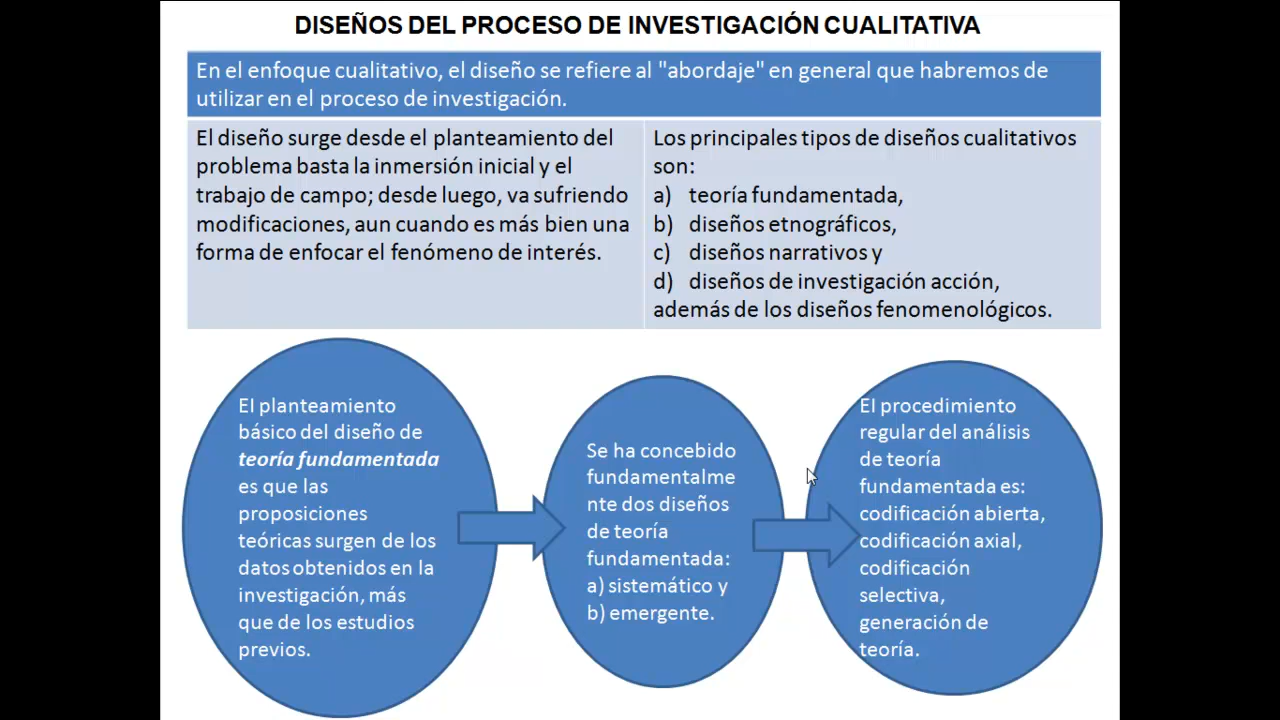 DISEÑOS DEL PROCESO DE INVESTIGACIÓN CUALITATIVA
En el enfoque cualitativo, el diseño se refiere al "abordaje" en general que habremos de
utilizar en el proceso de investigación.
El diseño surge desde el planteamiento del
problema basta la inmersión inicial y el
trabajo de campo; desde luego, va sufriendo
modificaciones, aun cuando es más bien una
forma de enfocar el fenómeno de interés.
Los principales tipos de diseños cualitativos
son:
a) teoría fundamentada,
b) diseños etnográficos,
c) diseños narrativos y
d) diseños de investigación acción,
además de los diseños fenomenológicos.
El planteamiento
básico del diseño de
teoría fundamentada
es que las
proposiciones
teóricas surgen de los
datos obtenidos en la
investigación, más
que de los estudios
previos.
Se ha concebido
fundamentalme
nte dos diseños
de teoría
fundamentada:
a) sistemático y
b) emergente.
El procedimiento
regular del análisis
de teoría
fundamentada es:
codificación abierta,
codificación axial,
codificación
selectiva,
generación de
teoría.